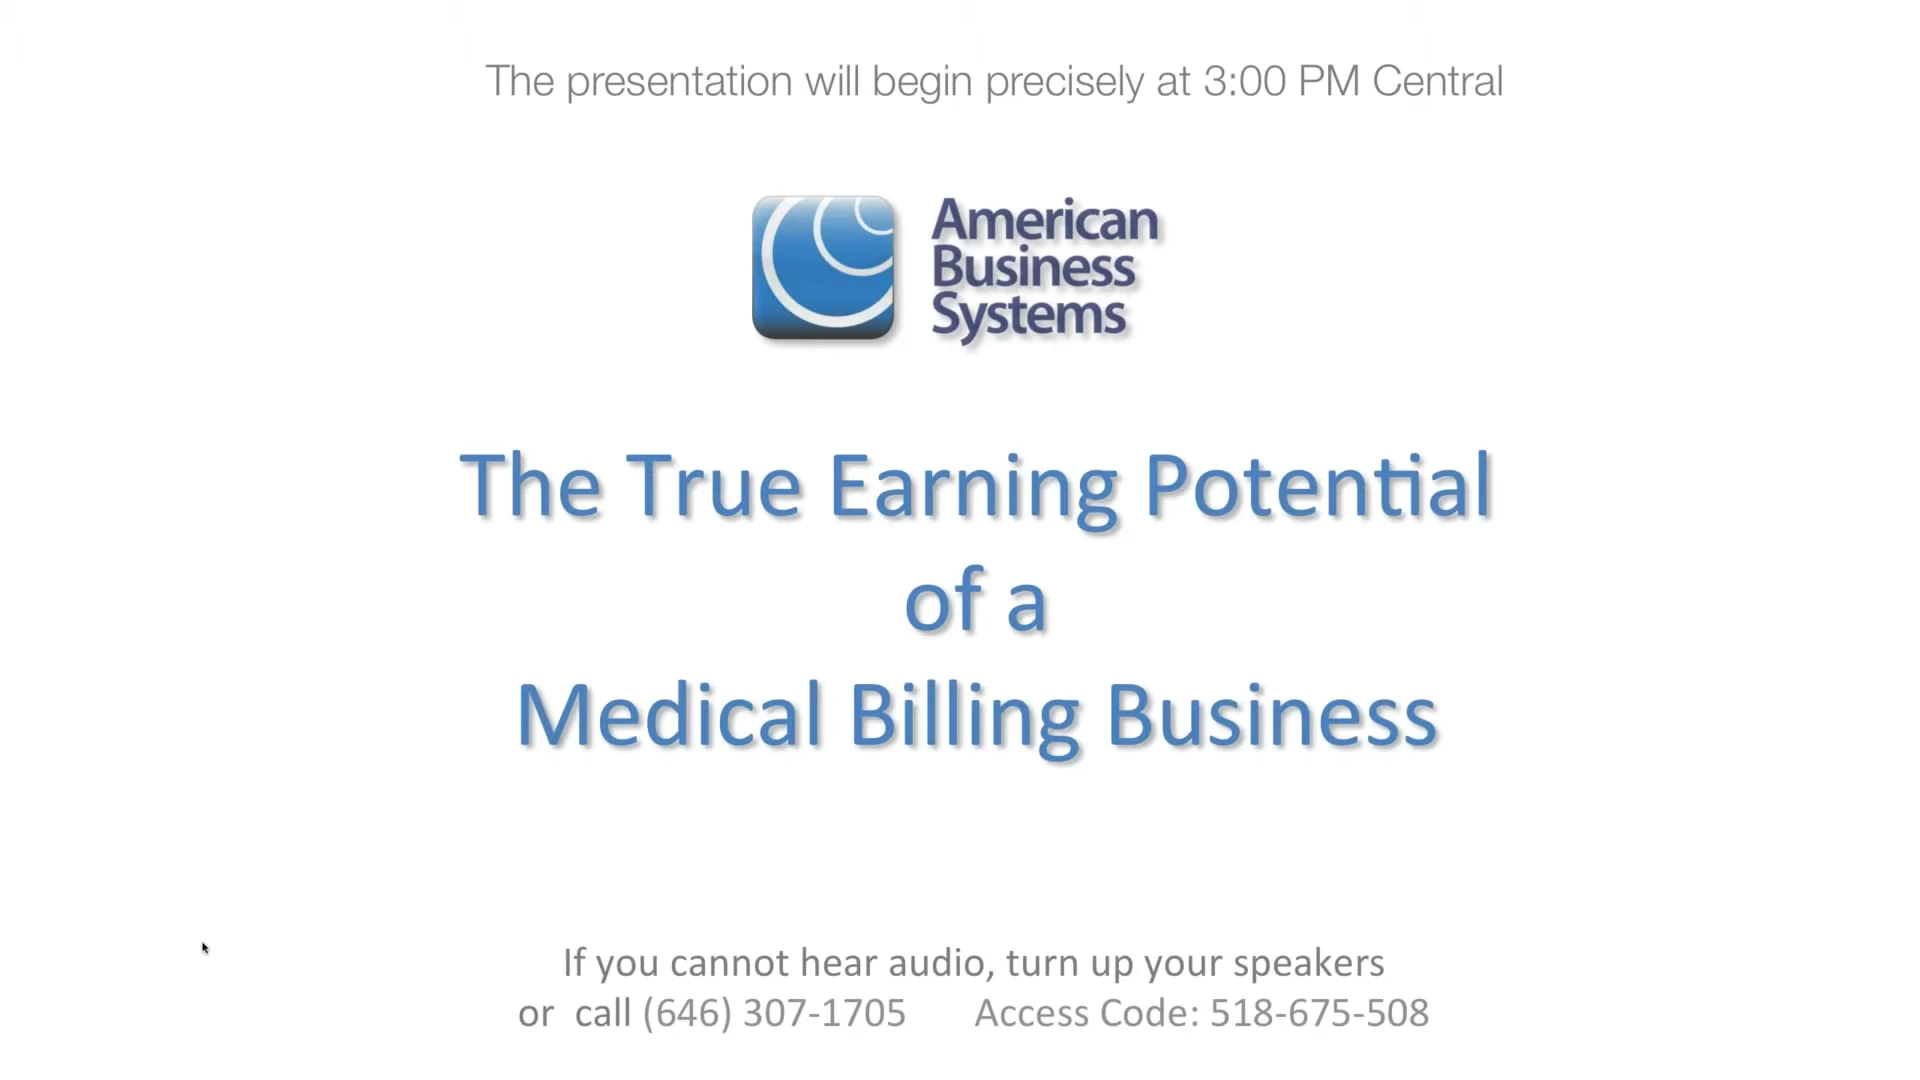 The presentation will begin precisely at 3:00 PM Central
American
Business
Systems
The True Earning Potential
of a
Medical Billing Business
If you cannot hear audio, turn up your speakers
or call (646) 307-1705 Access Code: 518-675-508